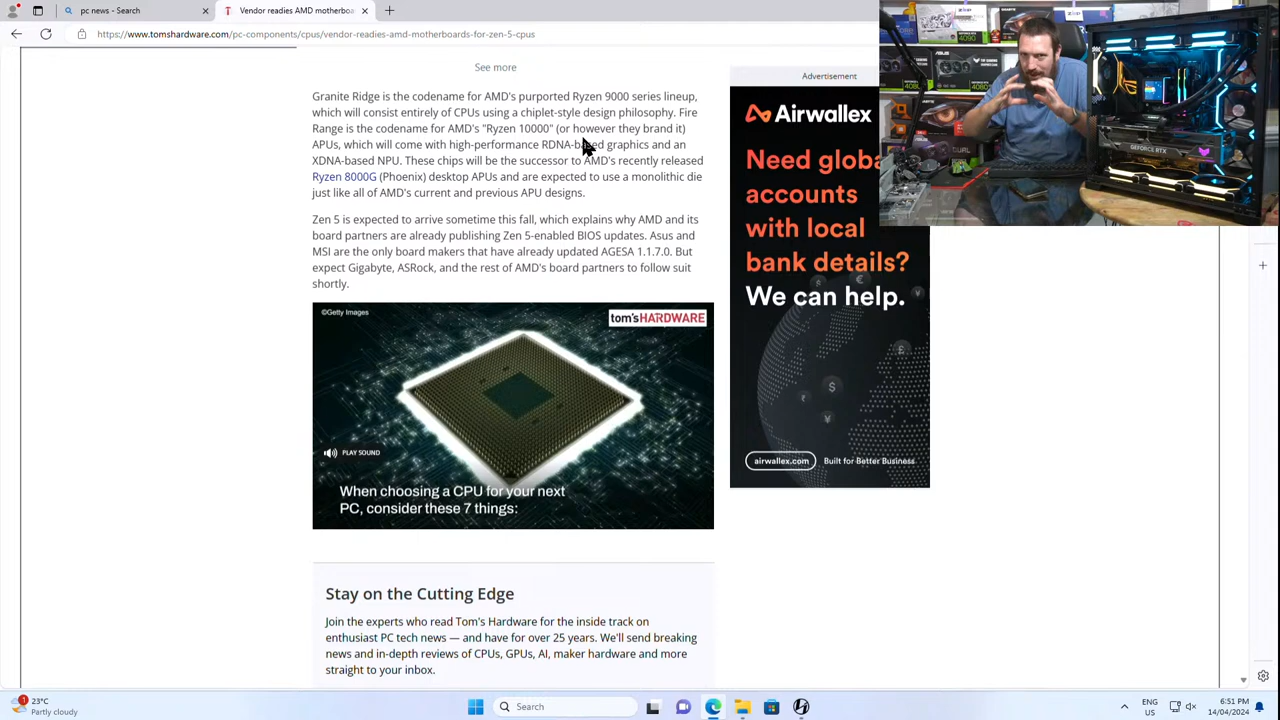 pc news - Search
Vendor readies AMD motherboa
https://www.tomshardware.com/pc-components/cpus/vendor-readies-amd-motherboards-for-zen-5-cpus
See more
Granite Ridge is the codename for AMD's purported Ryzen 9000 series lineup,
which will consist entirely of CPUs using a chiplet-style design philosophy. Fire
Range is the codename for AMD's "Ryzen 10000" (or however they brand it)
APUs, which will come with high-performance RDNA-based graphics and an
XDNA-based NPU. These chips will be the successor to AMD's recently released
Ryzen 8000G (Phoenix) desktop APUs and are expected to use a monolithic die
just like all of AMD's current and previous APU designs.
Zen 5 is expected to arrive sometime this fall, which explains why AMD and its
board partners are already publishing Zen 5-enabled BIOS updates. Asus and
MSI are the only board makers that have already updated AGESA 1.1.7.0. But
expect Gigabyte, ASRock, and the rest of AMD's board partners to follow suit
shortly.
©Getty Images
tom'sHARDWARE
PLAY SOUND
When choosing a CPU for your next
PC, consider these 7 things:
Stay on the Cutting Edge
Join the experts who read Tom's Hardware for the inside track on
enthusiast PC tech news — and have for over 25 years. We'll send breaking
news and in-depth reviews of CPUs, GPUs, AI, maker hardware and more
straight to your inbox.
Advertisement
Airwallex
Need globa
accounts
with local
bank details?
We can help.
airwallex.com
Built for Better Business
GEFORCE RTX
1
23°C
Partly
Search
ENG
US
6:51 PM
14/04/2024